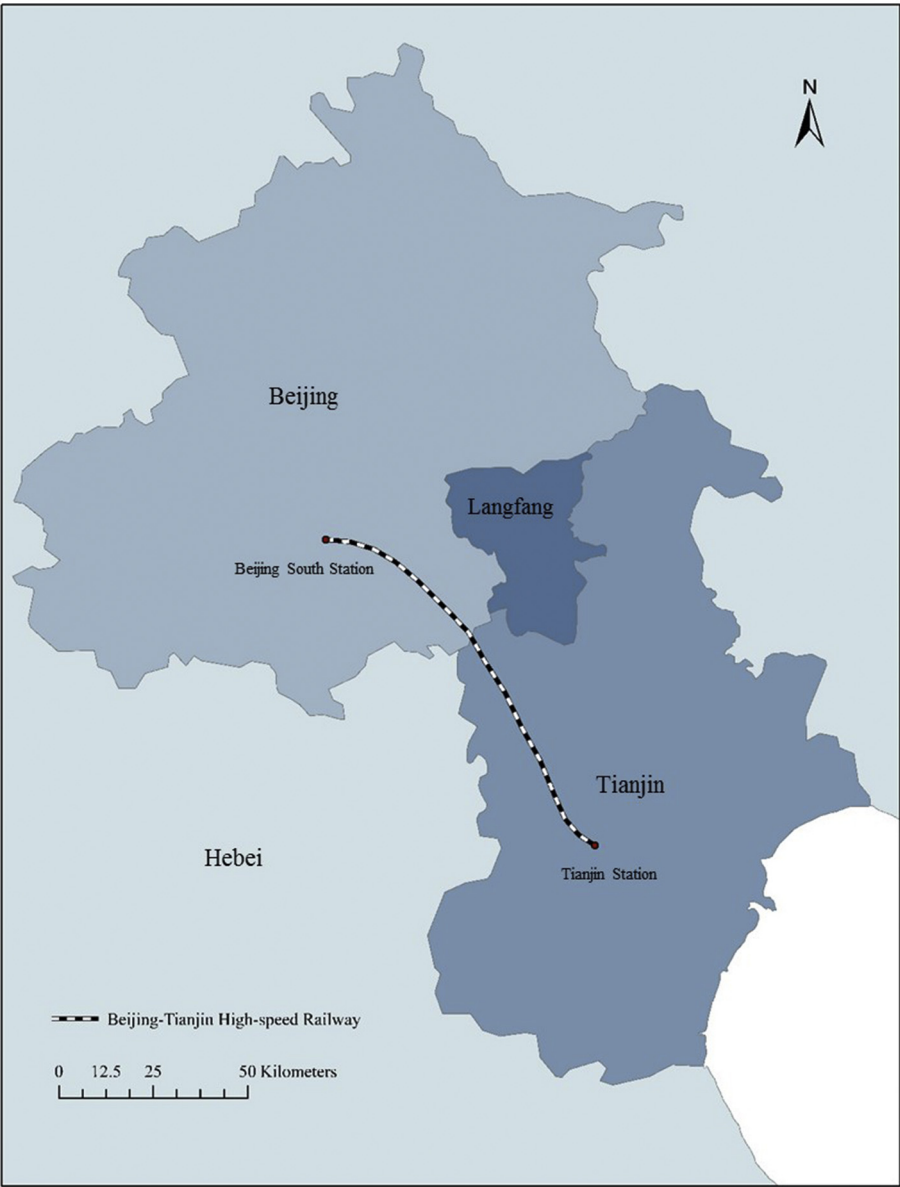 N
Beijing
Langfang
Beijing South Station
Tianjin
Hebei
Tianjin Station
Beijing-Tianjin High-speed Railway
0 12.5 25 50 Kilometers